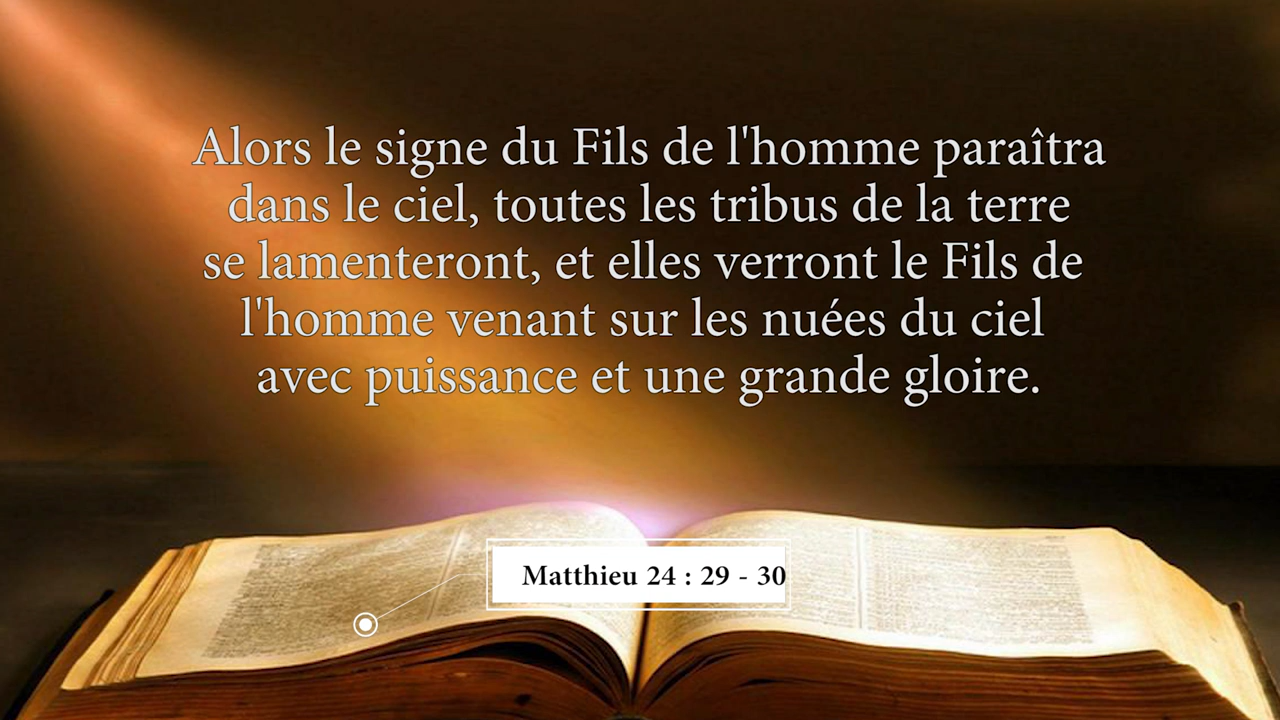 Alors le signe du Fils de l'homme paraîtra
dans le ciel, toutes les tribus de la terre
se lamenteront, et elles verront le Fils de
l'homme venant sur les nuées du ciel
avec puissance et une grande gloire.
Matthieu 24 : 29 - 30